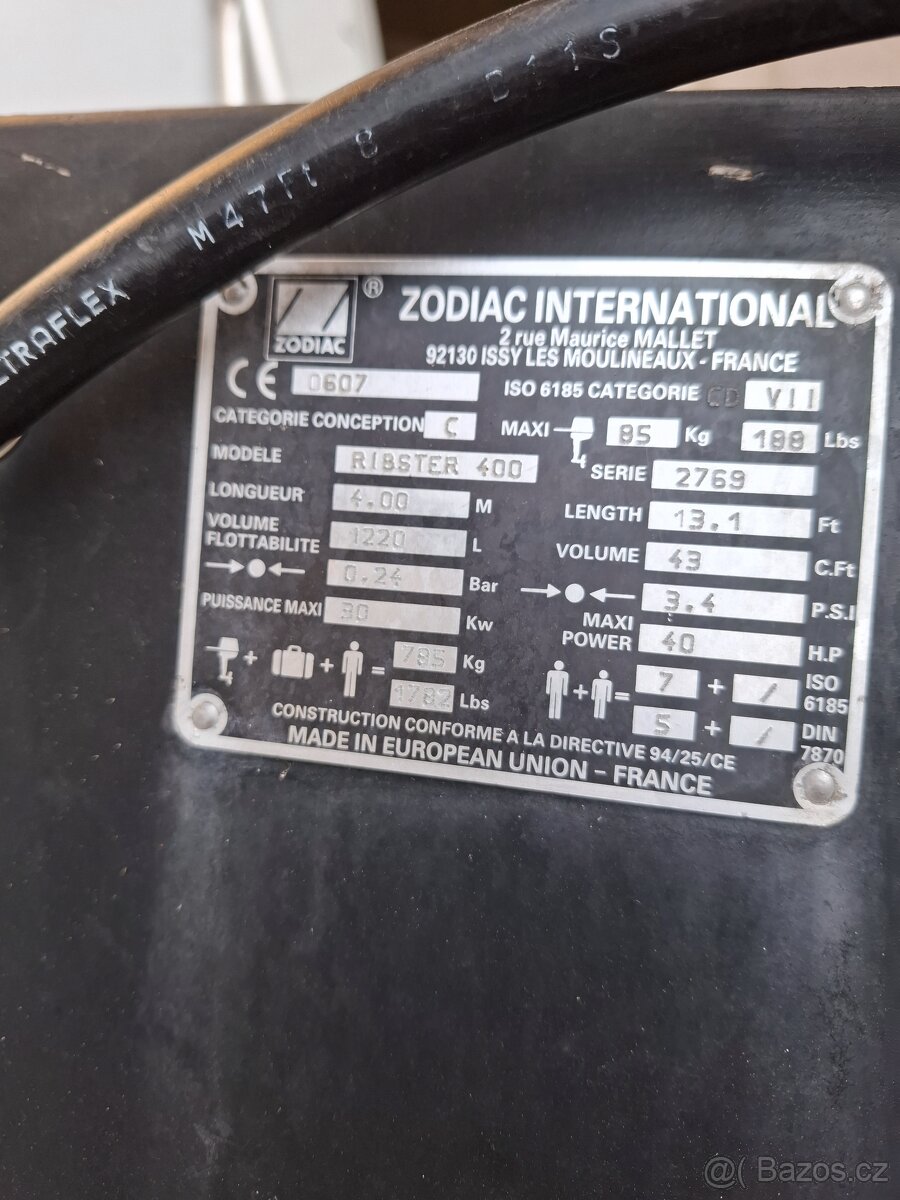 TRAFLEX M47Ft 8 D11S
ZODIAC
®
ZODIAC INTERNATIONAL
2 rue Maurice MALLET
92130 ISSY LES MOULINEAUX - FRANCE
CE 0607
ISO 6185 CATEGORIE CD VII
CATEGORIE CONCEPTION C
MAXI 85 Kg 188 Lbs
MODELE RIBSTER 400
SERIE 2769
LONGUEUR 4.00 M
LENGTH 13.1 Ft
VOLUME FLOTTABILITE 1220 L
VOLUME 43 C.Ft
0.24 Bar
3.4 P.S.I
PUISSANCE MAXI 30 Kw
MAXI POWER 40 H.P
+ + = 785 Kg
1782 Lbs
+ = 7 + / ISO 6185
5 + / DIN 7870
CONSTRUCTION CONFORME A LA DIRECTIVE 94/25/CE
MADE IN EUROPEAN UNION - FRANCE
@( Bazos.cz